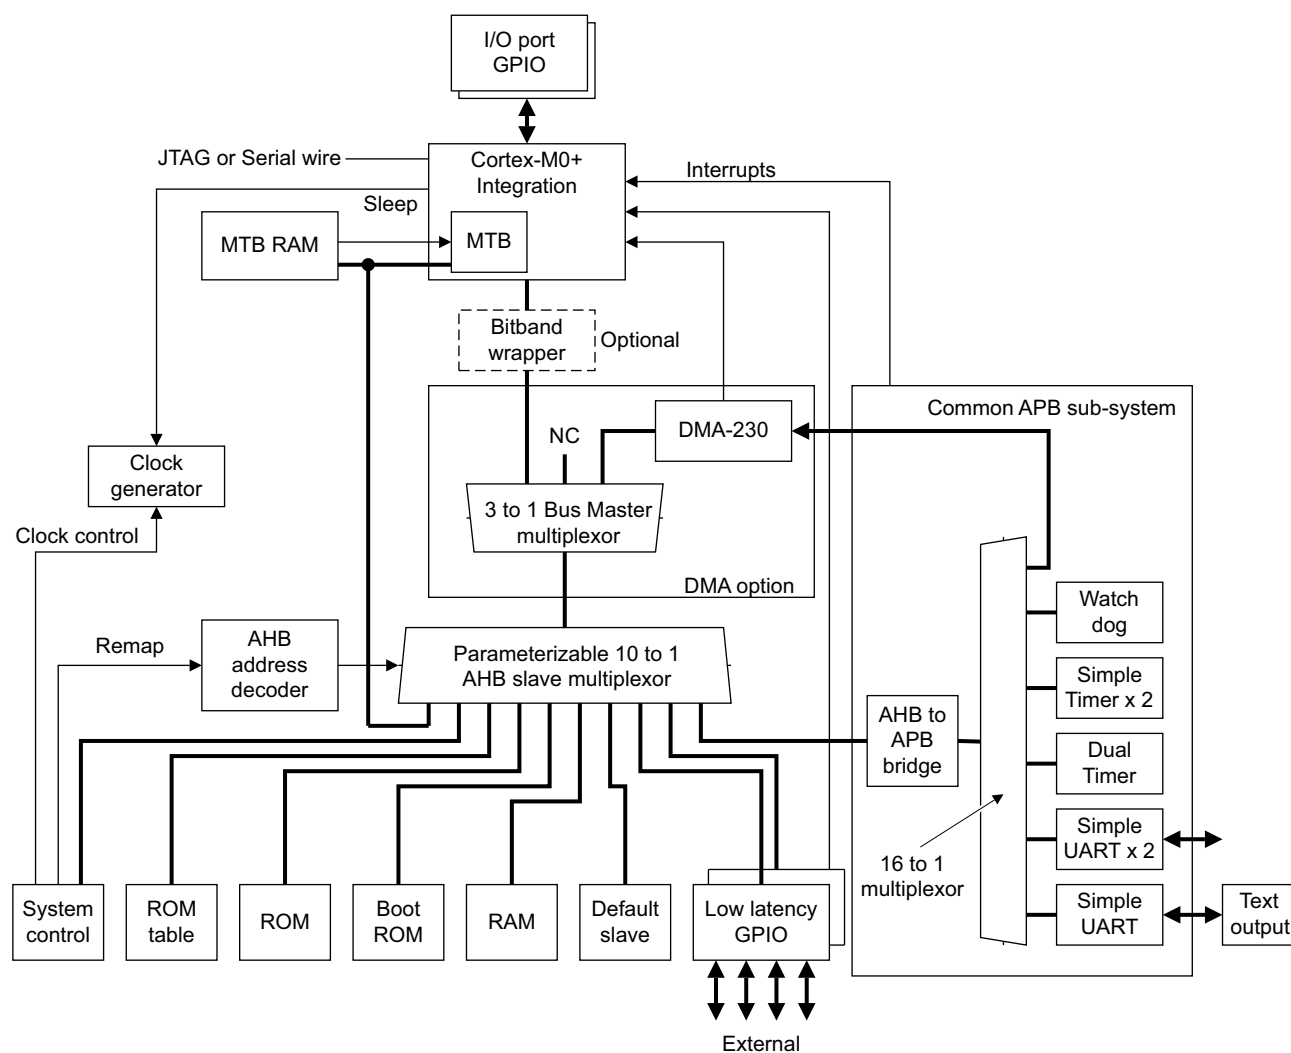 I/O port
GPIO
JTAG or Serial wire
Cortex-M0+
Integration
Interrupts
Sleep
MTB RAM
MTB
Bitband
wrapper
Optional
Common APB sub-system
DMA-230
NC
Clock
generator
3 to 1 Bus Master
multiplexor
Clock control
DMA option
Watch
dog
AHB
address
decoder
Remap
Parameterizable 10 to 1
AHB slave multiplexor
Simple
Timer x 2
AHB to
APB
bridge
Dual
Timer
Simple
UART x 2
16 to 1
multiplexor
System
control
ROM
table
ROM
Boot
ROM
RAM
Default
slave
Low latency
GPIO
Simple
UART
Text
output
External